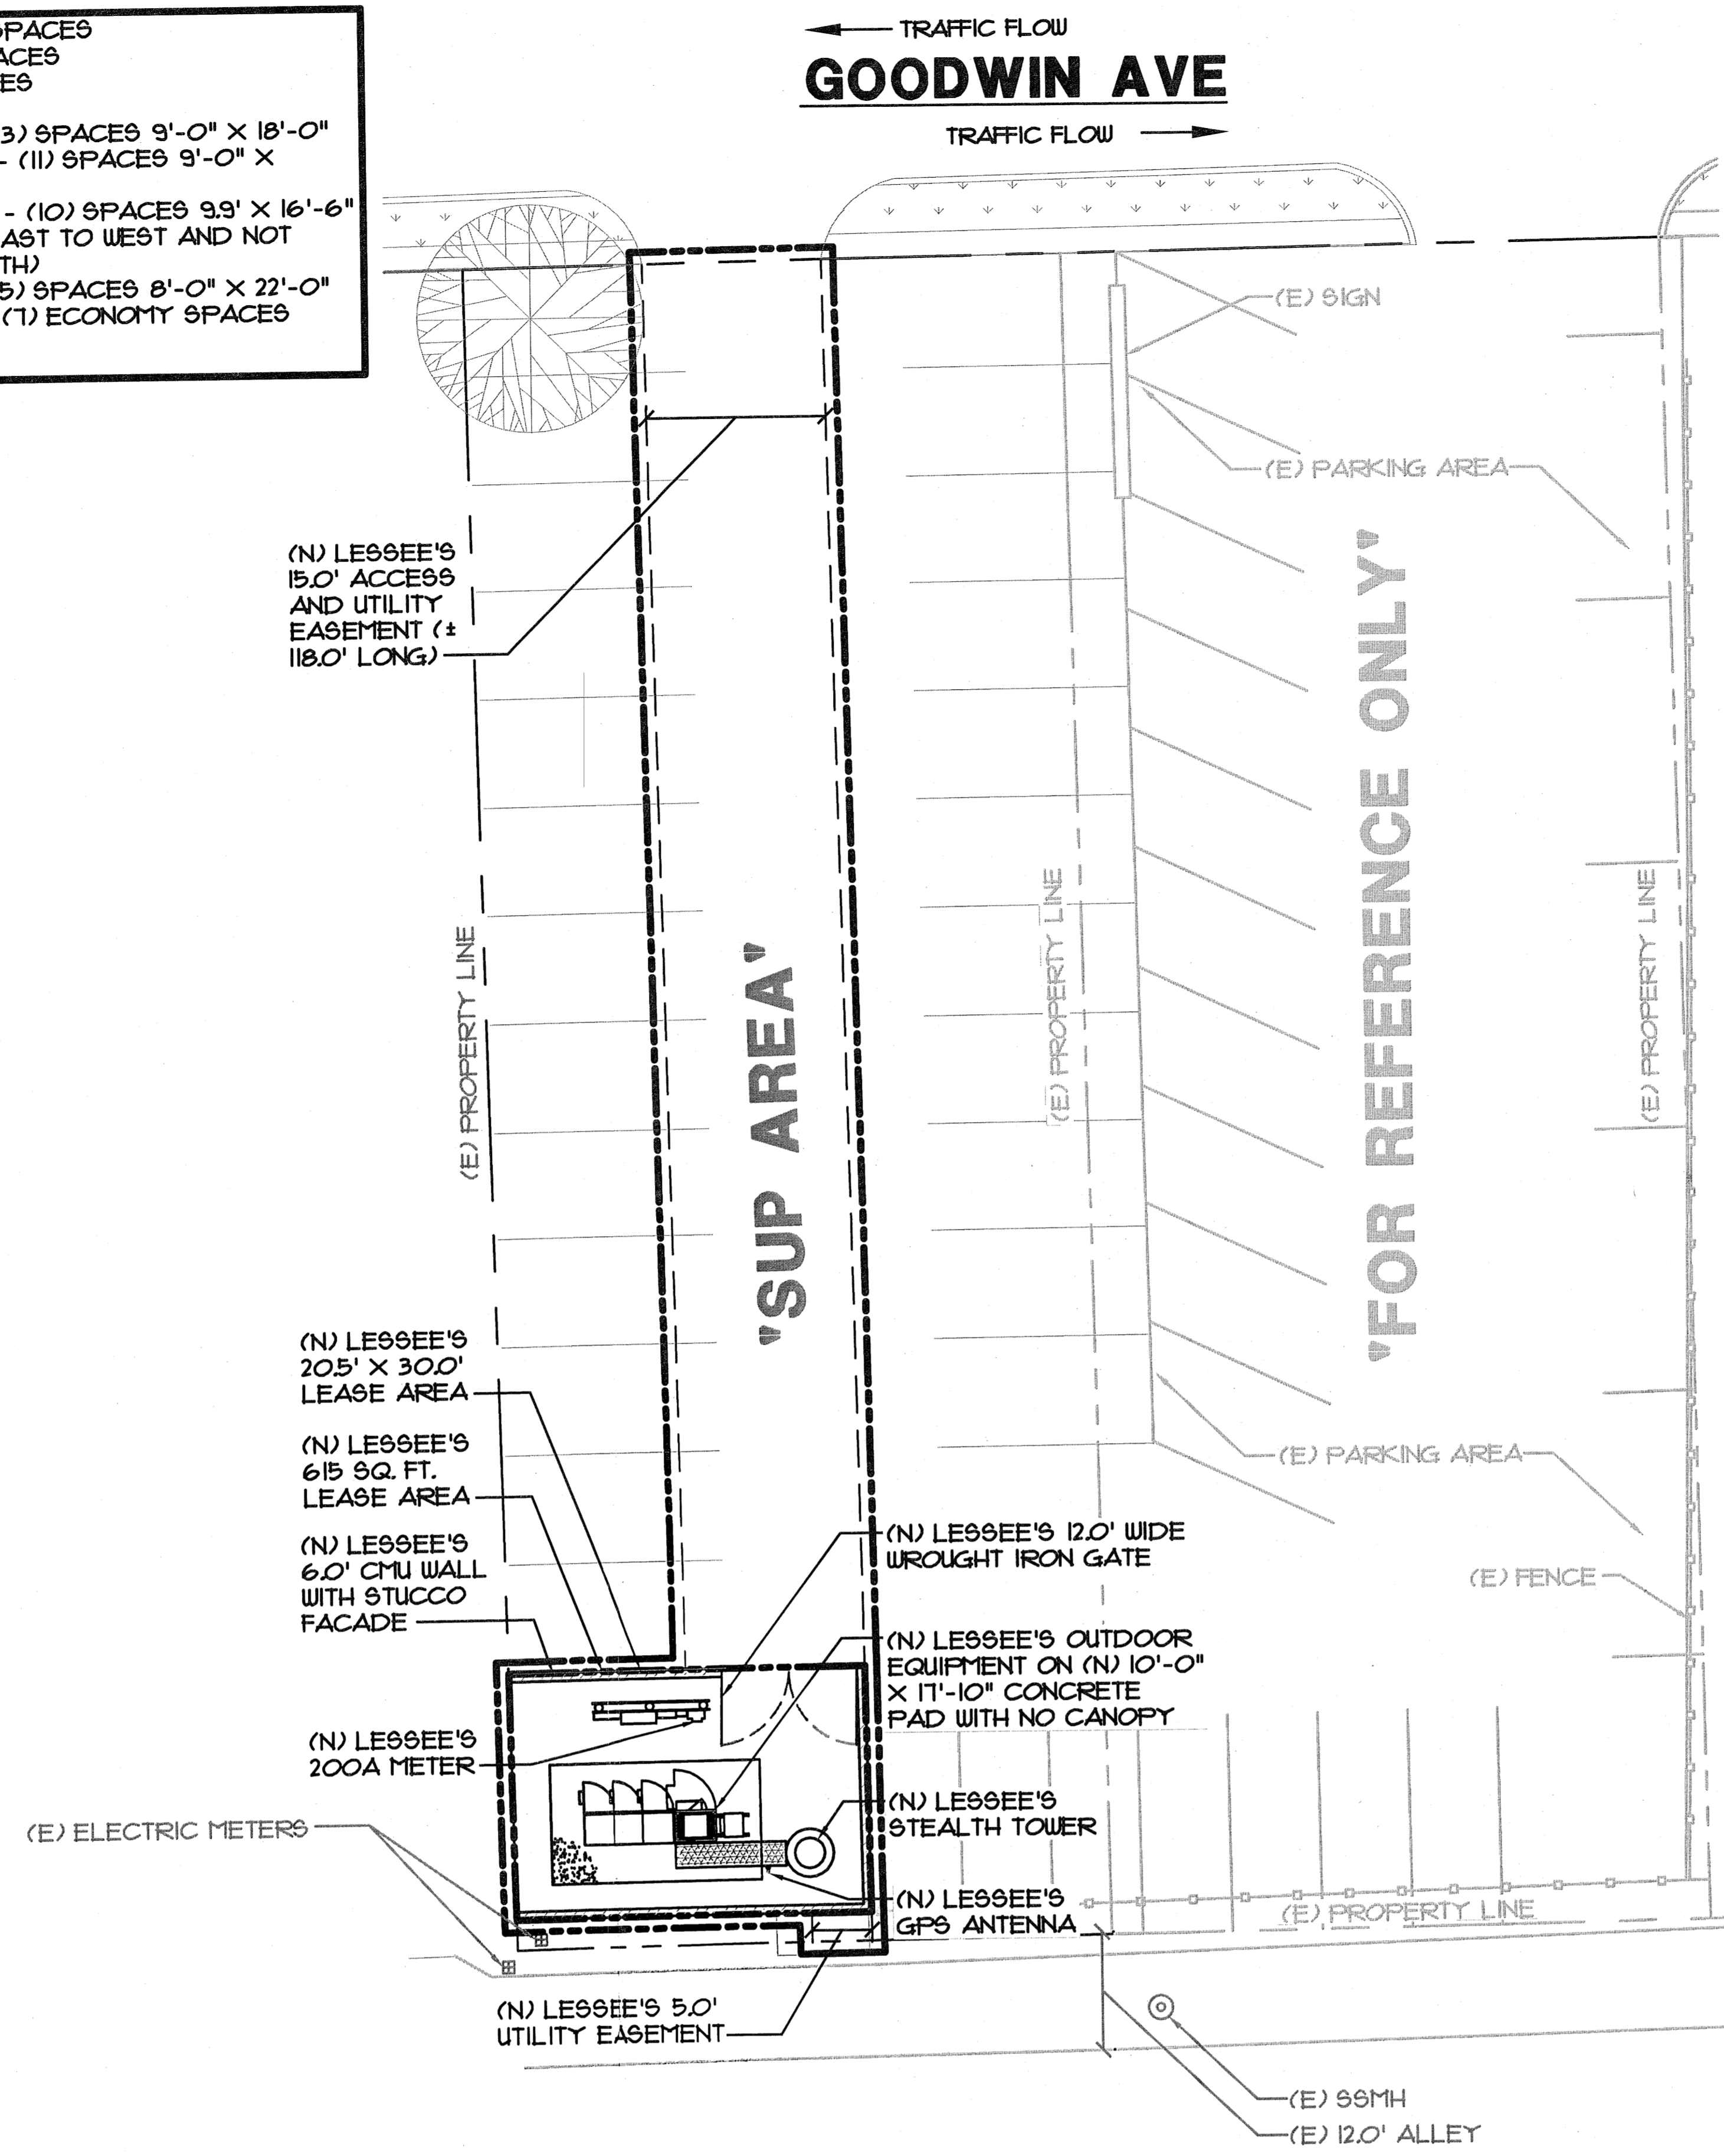 SPACES
ACES
ES
3) SPACES 9'-0" X 18'-0"
- (11) SPACES 9'-0" X
- (10) SPACES 9.9' X 16'-6"
AST TO WEST AND NOT
TH)
5) SPACES 8'-0" X 22'-0"
(7) ECONOMY SPACES
TRAFFIC FLOW
GOODWIN AVE
TRAFFIC FLOW
(E) SIGN
(E) PARKING AREA
(N) LESSEE'S
15.0' ACCESS
AND UTILITY
EASEMENT (±
118.0' LONG)
"SUP AREA"
"FOR REFERENCE ONLY"
(E) PROPERTY LINE
(E) PROPERTY LINE
(E) PROPERTY LINE
(N) LESSEE'S
20.5' X 30.0'
LEASE AREA
(N) LESSEE'S
615 SQ. FT.
LEASE AREA
(N) LESSEE'S
6.0' CMU WALL
WITH STUCCO
FACADE
(E) PARKING AREA
(N) LESSEE'S 12.0' WIDE
WROUGHT IRON GATE
(E) FENCE
(N) LESSEE'S OUTDOOR
EQUIPMENT ON (N) 10'-0"
X 17'-10" CONCRETE
PAD WITH NO CANOPY
(N) LESSEE'S
200A METER
(N) LESSEE'S
STEALTH TOWER
(E) ELECTRIC METERS
(N) LESSEE'S
GPS ANTENNA
(E) PROPERTY LINE
(N) LESSEE'S 5.0'
UTILITY EASEMENT
(E) SSMH
(E) 12.0' ALLEY